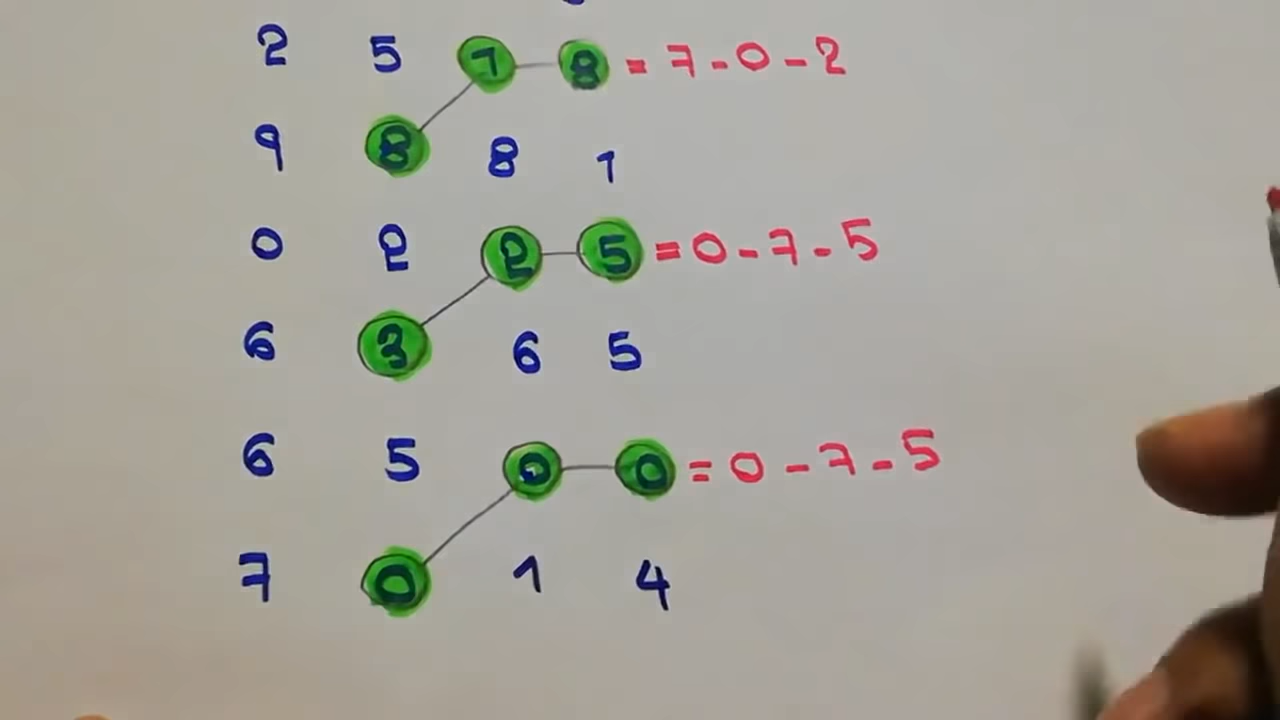 2 5 7 8 = 7 - 0 - 2
9 8 8 1
0 2 2 5 = 0 - 7 - 5
6 3 6 5
6 5 0 0 = 0 - 7 - 5
7 0 1 4